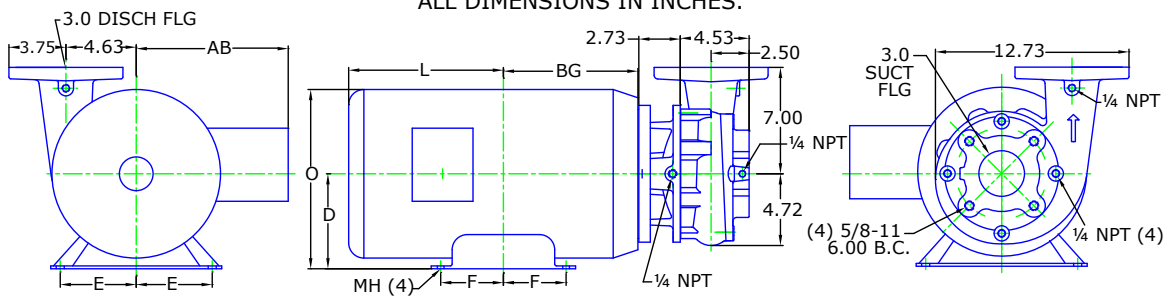 ALL DIMENSIONS IN INCHES.
3.0 DISCH FLG
3.75
4.63
AB
E
E
2.73
4.53
2.50
L
BG
7.00
¼ NPT
O
D
4.72
MH (4)
F
F
¼ NPT
3.0
SUCT
FLG
12.73
¼ NPT
(4) 5/8-11
6.00 B.C.
¼ NPT (4)